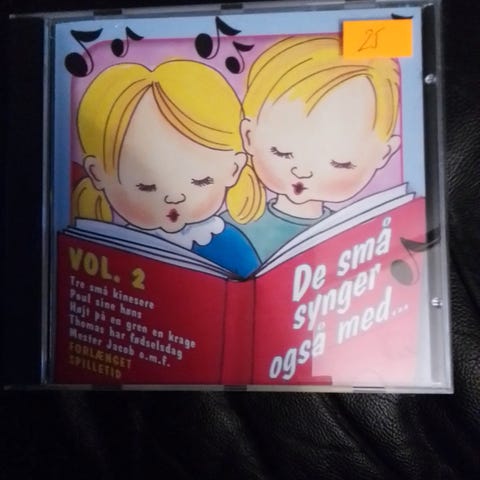 25
VOL. 2
Tre små kinesere
Poul sine høns
Højt på en gren en krage
Thomas har fødselsdag
Mester Jacob o.m.f.
FORLÆNGET
SPILLETID
De små
synger
også med...